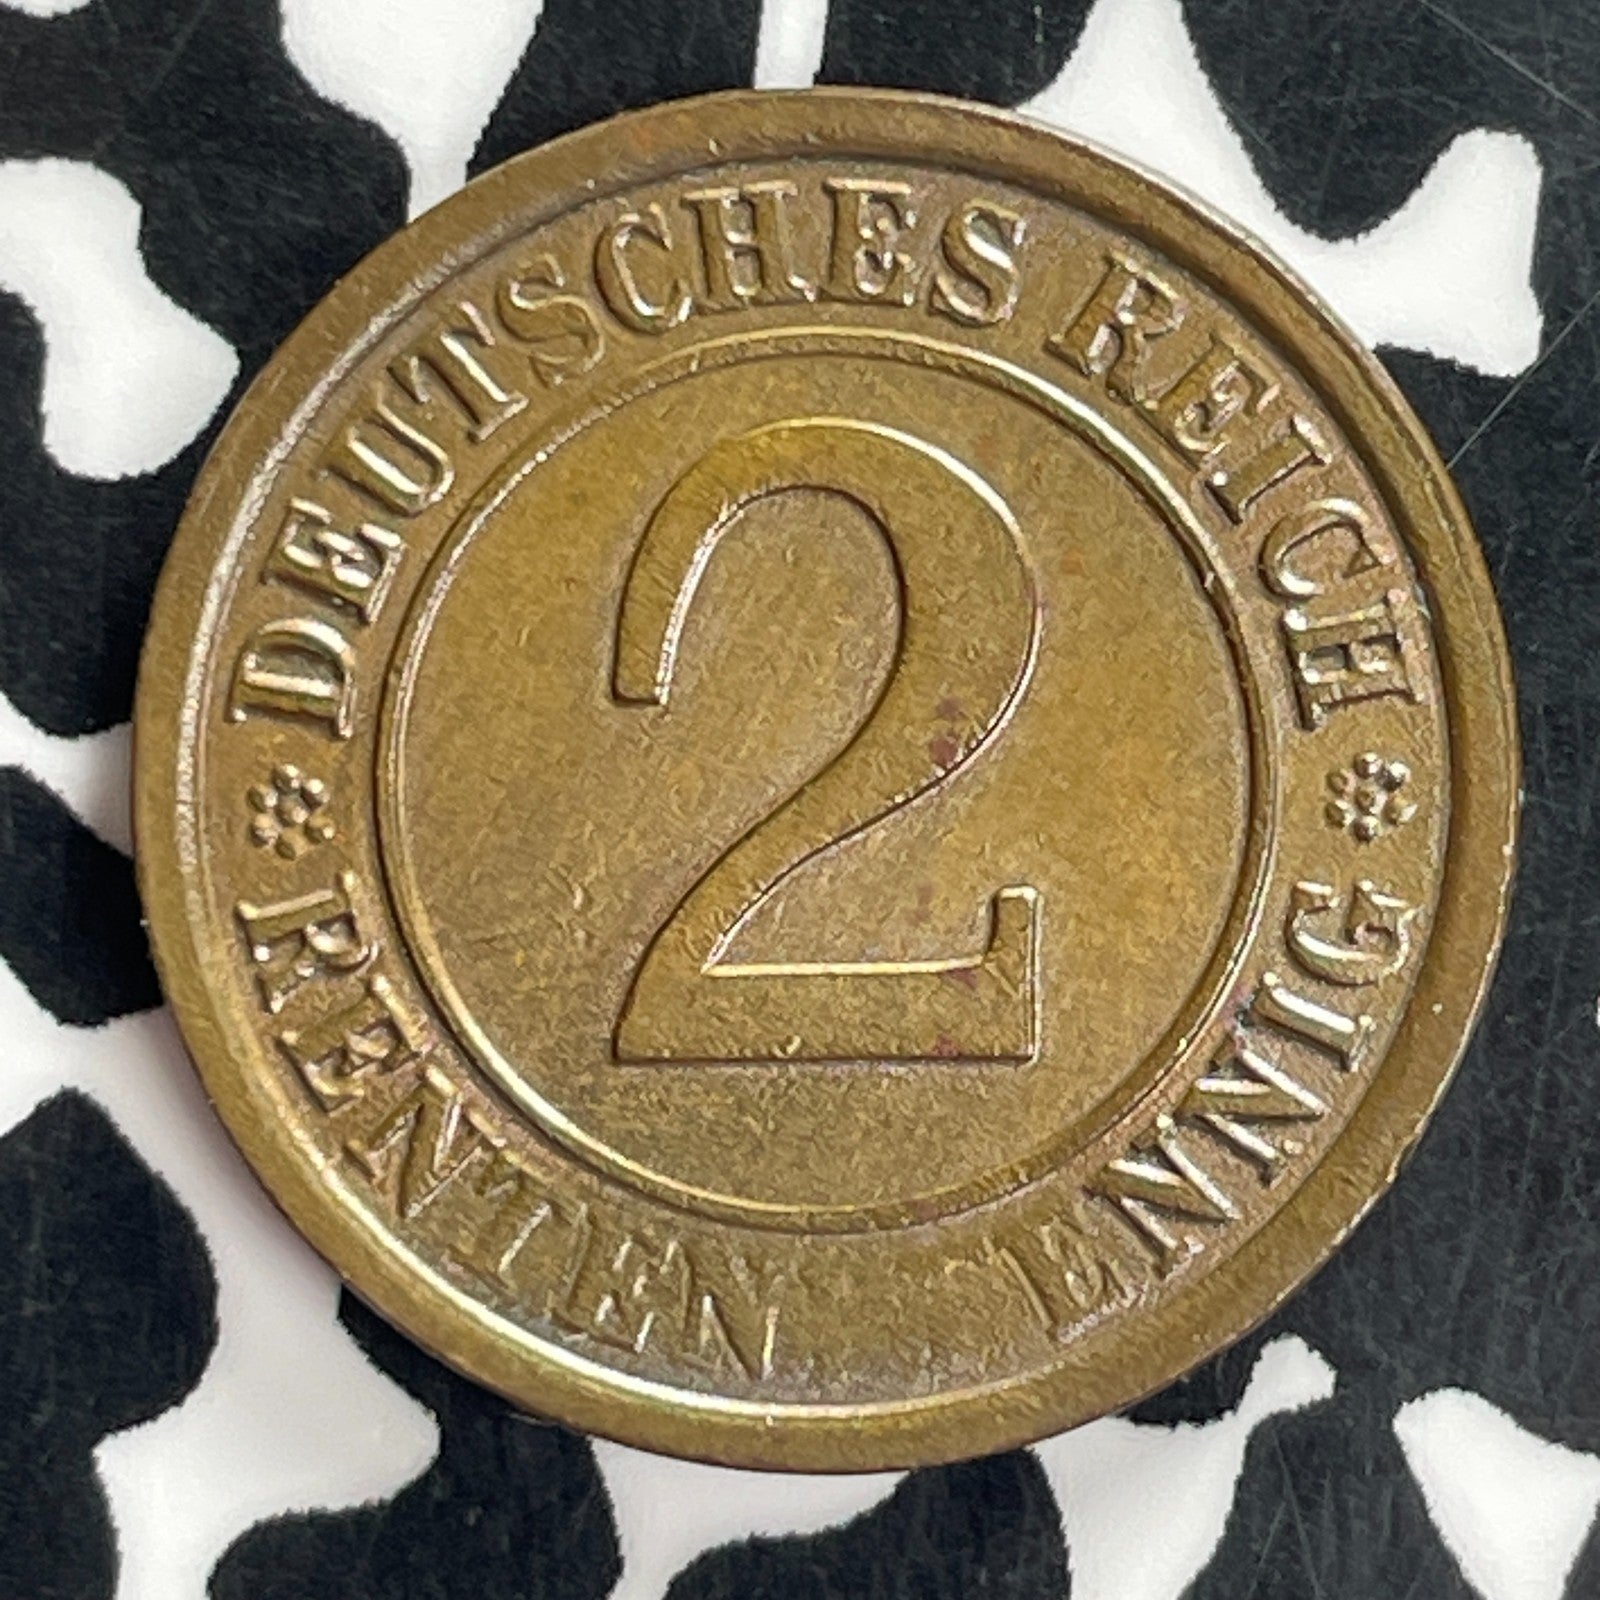 DEUTSCHES REICH
2
RENTEN ENNIG